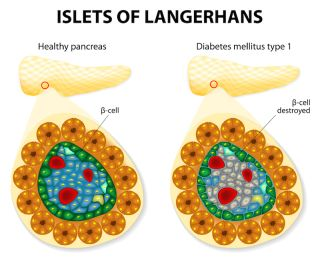 ISLETS OF LANGERHANS
Healthy pancreas
Diabetes mellitus type 1
β-cell
β-cell
destroyed